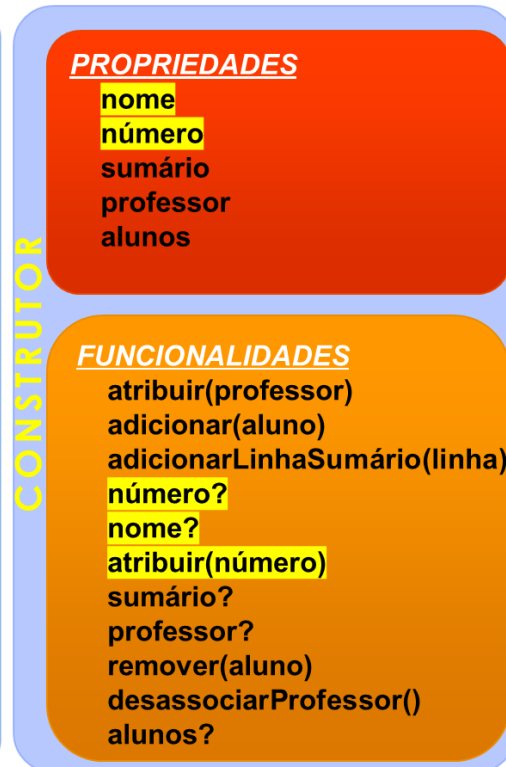 CONSTRUTOR
PROPRIEDADES
nome
número
sumário
professor
alunos
FUNCIONALIDADES
atribuir(professor)
adicionar(aluno)
adicionarLinhaSumário(linha)
número?
nome?
atribuir(número)
sumário?
professor?
remover(aluno)
desassociarProfessor()
alunos?